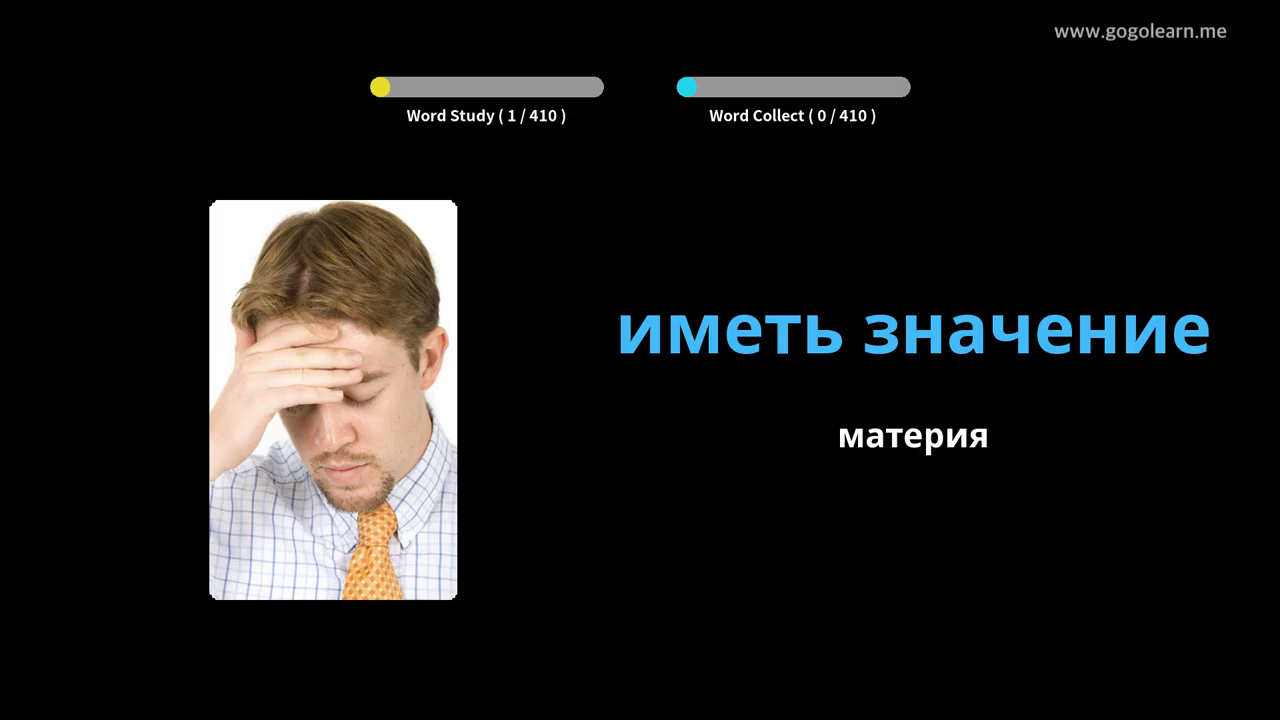 www.gogolearn.me
Word Study ( 1 / 410 )
Word Collect ( 0 / 410 )
иметь значение
материя